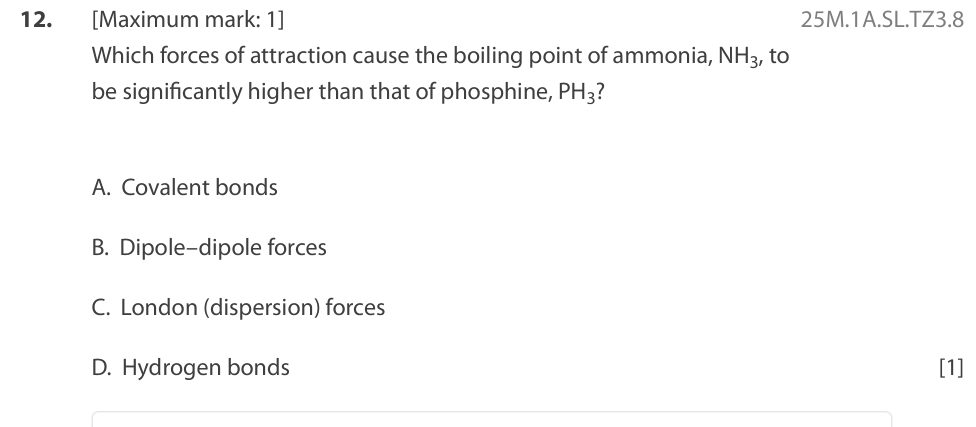 12. [Maximum mark: 1] 25M.1A.SL.TZ3.8
Which forces of attraction cause the boiling point of ammonia, NH₃, to
be significantly higher than that of phosphine, PH₃?
A. Covalent bonds
B. Dipole–dipole forces
C. London (dispersion) forces
D. Hydrogen bonds [1]